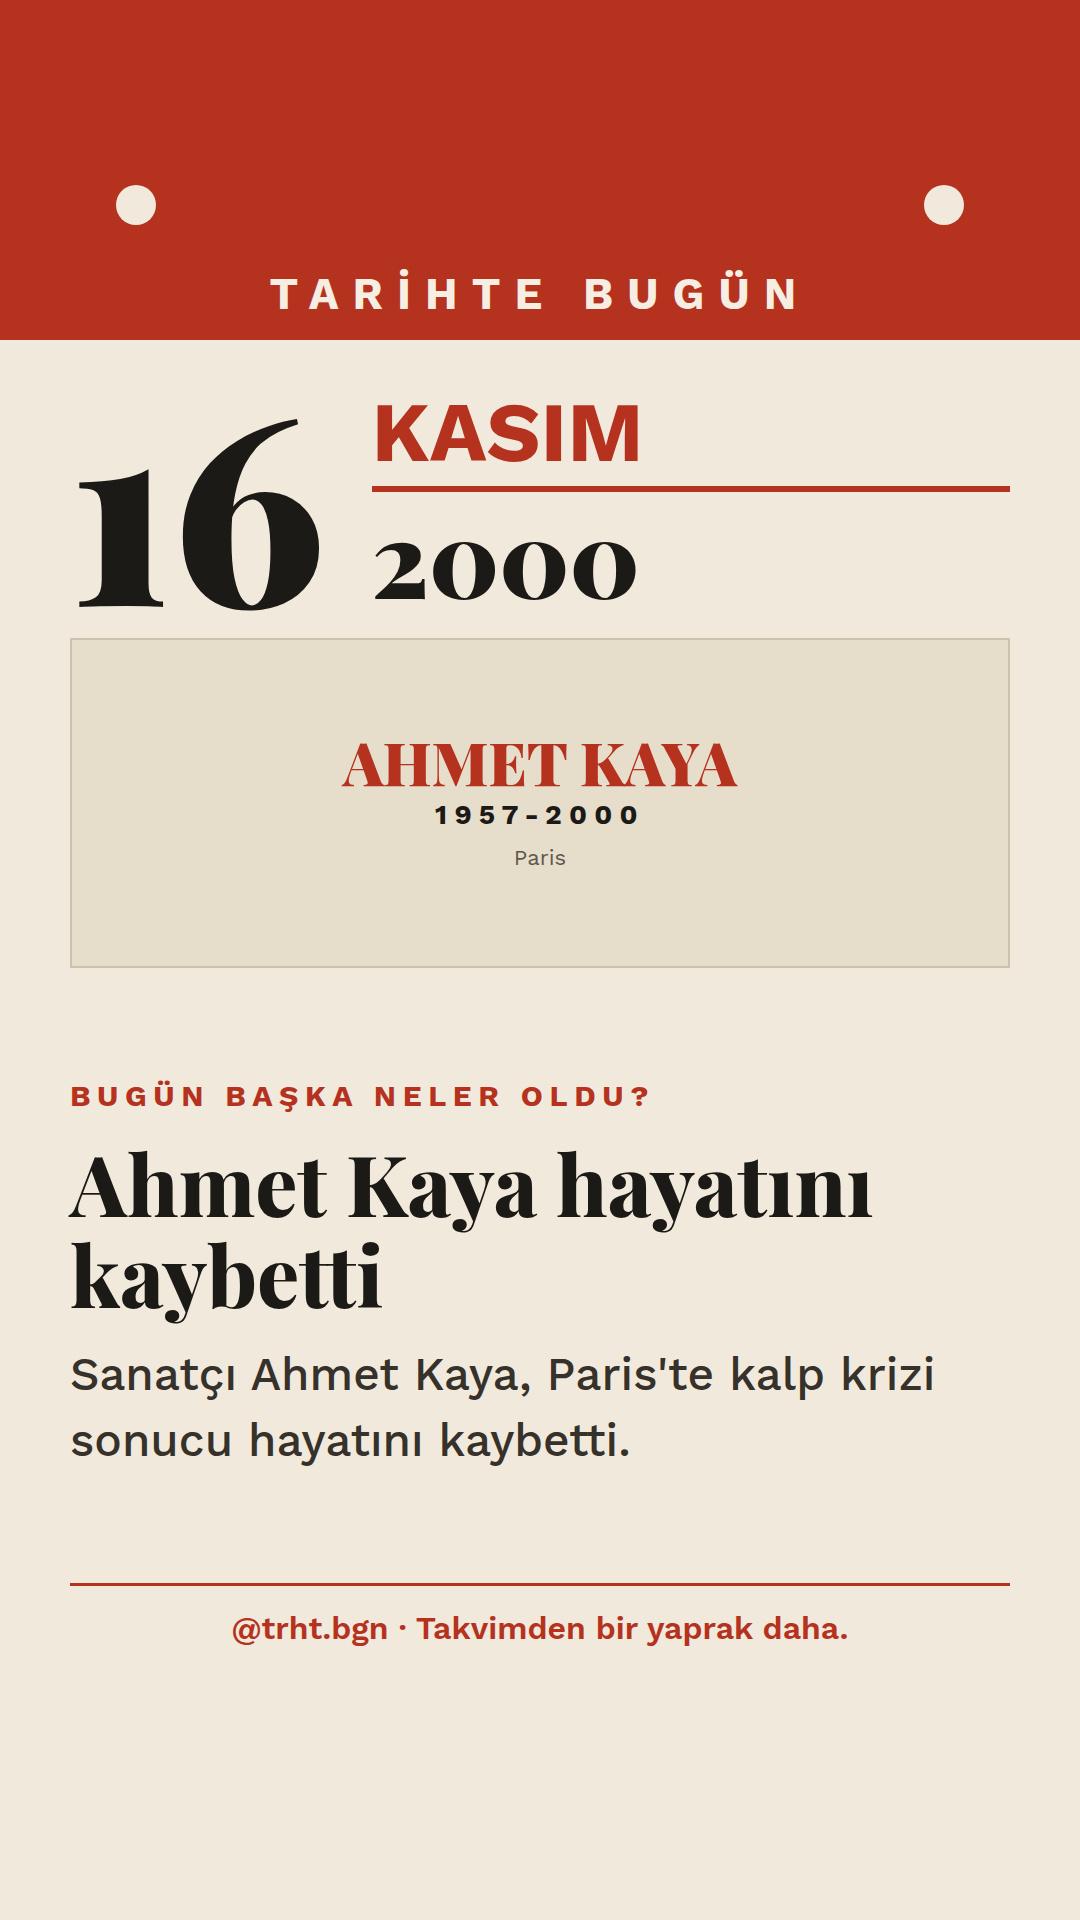 TARİHTE BUGÜN
16
KASIM
2000
AHMET KAYA
1957-2000
Paris
BUGÜN BAŞKA NELER OLDU?
Ahmet Kaya hayatını
kaybetti
Sanatçı Ahmet Kaya, Paris'te kalp krizi
sonucu hayatını kaybetti.
@trht.bgn · Takvimden bir yaprak daha.